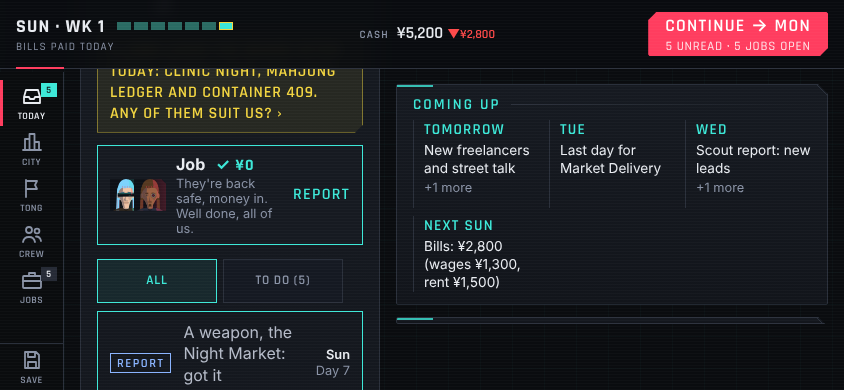 SUN · WK 1
BILLS PAID TODAY
CASH ¥5,200 ▼¥2,800
CONTINUE → MON
5 UNREAD · 5 JOBS OPEN
5
TODAY
CITY
TONG
CREW
5
JOBS
SAVE
TODAY: CLINIC NIGHT, MAHJONG
LEDGER AND CONTAINER 409.
ANY OF THEM SUIT US? ›
Job ✓ ¥0
They're back
safe, money in.
Well done, all of
us.
REPORT
ALL
TO DO (5)
REPORT
A weapon, the
Night Market:
got it
Sun
Day 7
COMING UP
TOMORROW
New freelancers
and street talk
+1 more
TUE
Last day for
Market Delivery
WED
Scout report: new
leads
+1 more
NEXT SUN
Bills: ¥2,800
(wages ¥1,300,
rent ¥1,500)